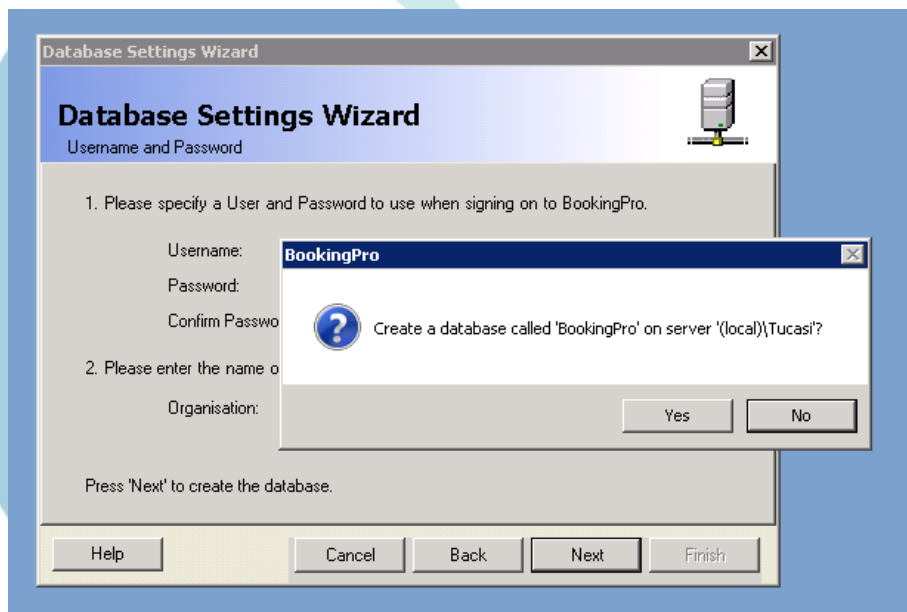 Database Settings Wizard
Database Settings Wizard
Username and Password
1. Please specify a User and Password to use when signing on to BookingPro.
Username:
BookingPro
Password:
Confirm Passwo
Create a database called 'BookingPro' on server '(local)\Tucasi'?
2. Please enter the name o
Organisation:
Yes
No
Press 'Next' to create the database.
Help
Cancel
Back
Next
Finish